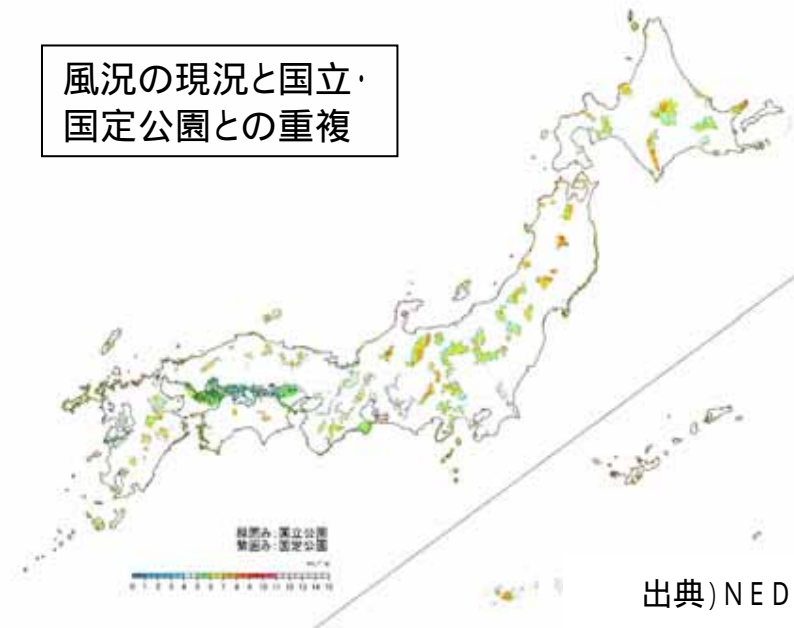 風況の現況と国立・
国定公園との重複
緑囲み：国立公園
紫囲み：国定公園
0 1 2 3 4 5 6 7 8 9 10 11 12 13 14 15
出典)NED